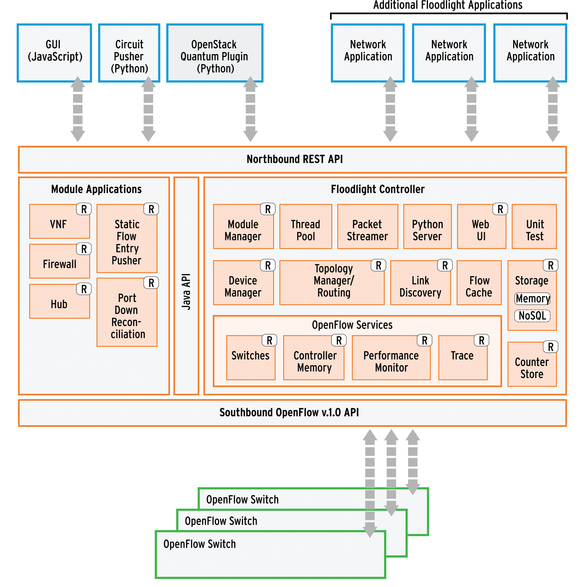 Additional Floodlight Applications
GUI
(JavaScript)
Circuit
Pusher
(Python)
OpenStack
Quantum Plugin
(Python)
Network
Application
Network
Application
Network
Application
Northbound REST API
Module Applications
VNF
R
Firewall
R
Hub
R
Static
Flow
Entry
Pusher
R
Port
Down
Recon-
ciliation
R
Java API
Floodlight Controller
Module
Manager
R
Thread
Pool
Packet
Streamer
Python
Server
Web
UI
R
Unit
Test
Device
Manager
R
Topology
Manager/
Routing
R
Link
Discovery
R
Flow
Cache
Storage
R
Memory
NoSQL
OpenFlow Services
Switches
R
Controller
Memory
R
Performance
Monitor
R
Trace
R
Counter
Store
R
Southbound OpenFlow v.1.0 API
OpenFlow Switch
OpenFlow Switch
OpenFlow Switch